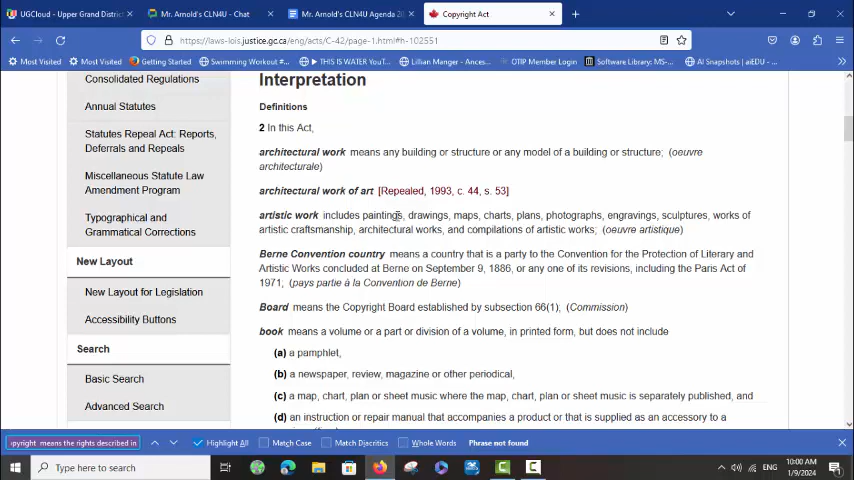 UGCloud - Upper Grand District
Mr. Arnold's CLN4U - Chat
Mr. Arnold's CLN4U Agenda 20
Copyright Act
https://laws-lois.justice.gc.ca/eng/acts/C-42/page-1.html#h-102551
Most Visited
Most Visited
Getting Started
Swimming Workout #...
THIS IS WATER YouT...
Lillian Manger - Ances...
OTIP Member Login
Software Library: MS-...
AI Snapshots | aiEDU -...
Consolidated Regulations
Annual Statutes
Statutes Repeal Act: Reports,
Deferrals and Repeals
Miscellaneous Statute Law
Amendment Program
Typographical and
Grammatical Corrections
New Layout
New Layout for Legislation
Accessibility Buttons
Search
Basic Search
Advanced Search
Interpretation
Definitions
2 In this Act,
architectural work means any building or structure or any model of a building or structure; (oeuvre
architecturale)
architectural work of art [Repealed, 1993, c. 44, s. 53]
artistic work includes paintings, drawings, maps, charts, plans, photographs, engravings, sculptures, works of
artistic craftsmanship, architectural works, and compilations of artistic works; (oeuvre artistique)
Berne Convention country means a country that is a party to the Convention for the Protection of Literary and
Artistic Works concluded at Berne on September 9, 1886, or any one of its revisions, including the Paris Act of
1971; (pays partie à la Convention de Berne)
Board means the Copyright Board established by subsection 66(1); (Commission)
book means a volume or a part or division of a volume, in printed form, but does not include
(a) a pamphlet,
(b) a newspaper, review, magazine or other periodical,
(c) a map, chart, plan or sheet music where the map, chart, plan or sheet music is separately published, and
(d) an instruction or repair manual that accompanies a product or that is supplied as an accessory to a
opyright means the rights described in
Highlight All
Match Case
Match Diacritics
Whole Words
Phrase not found
Type here to search
ENG
10:00 AM
1/9/2024